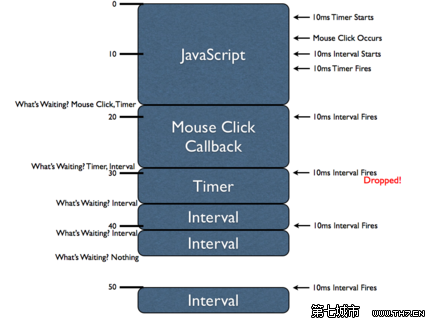 0
10ms Timer Starts
Mouse Click Occurs
10
JavaScript
10ms Interval Starts
10ms Timer Fires
What's Waiting? Mouse Click,Timer
20
10ms Interval Fires
Mouse Click
Callback
What's Waiting? Timer, Interval
30
10ms Interval Fires
Dropped!
Timer
What's Waiting? Interval
Interval
40
10ms Interval Fires
What's Waiting? Interval
Interval
What's Waiting? Nothing
50
10ms Interval Fires
Interval
第七城市 WWW.TH7.CN